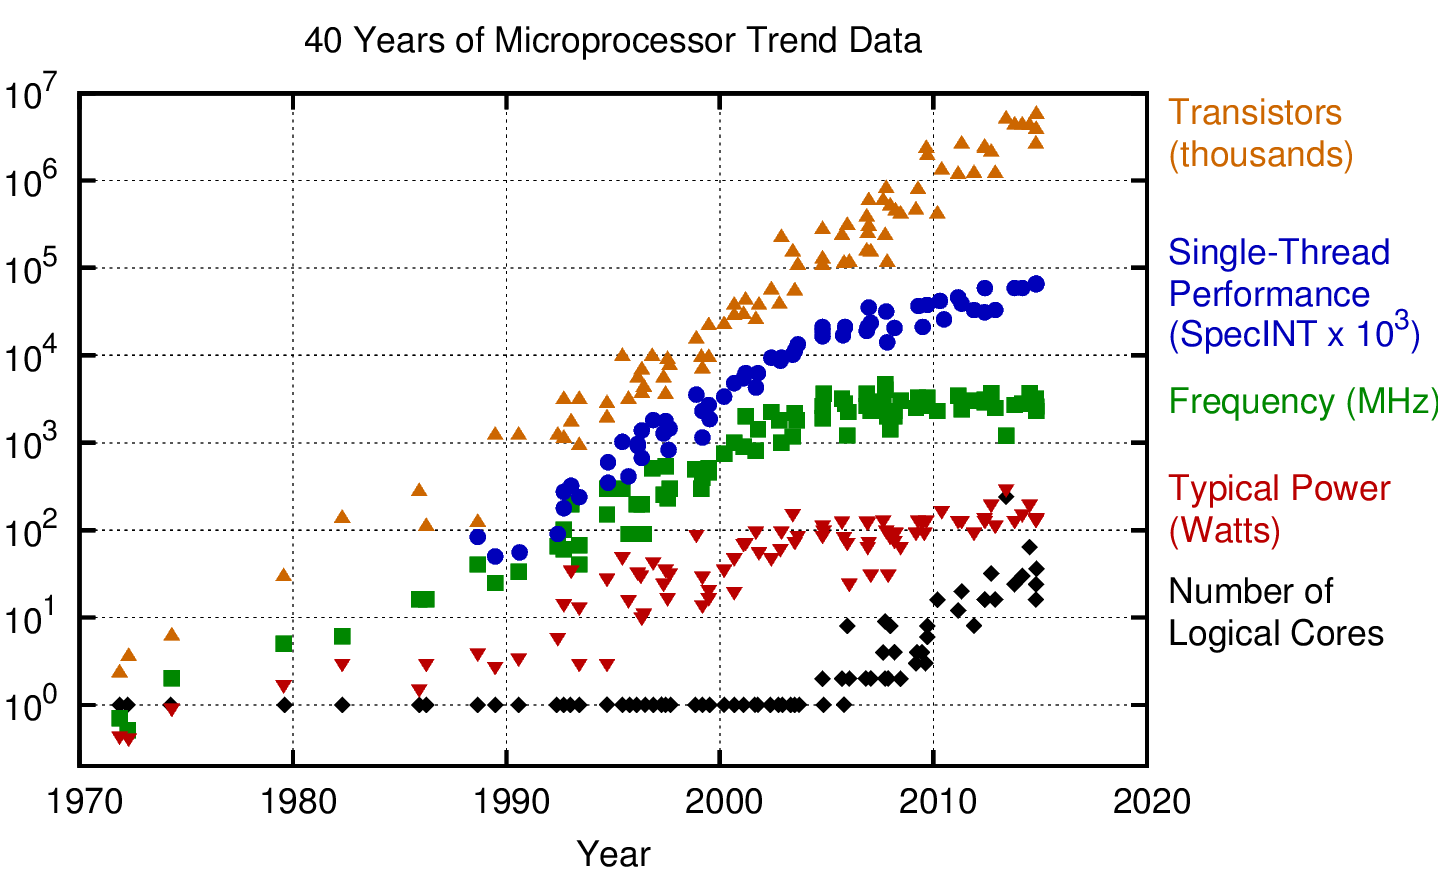 40 Years of Microprocessor Trend Data
10^7
10^6
10^5
10^4
10^3
10^2
10^1
10^0
1970 1980 1990 2000 2010 2020
Year
Transistors
(thousands)
Single-Thread
Performance
(SpecINT x 10^3)
Frequency (MHz)
Typical Power
(Watts)
Number of
Logical Cores